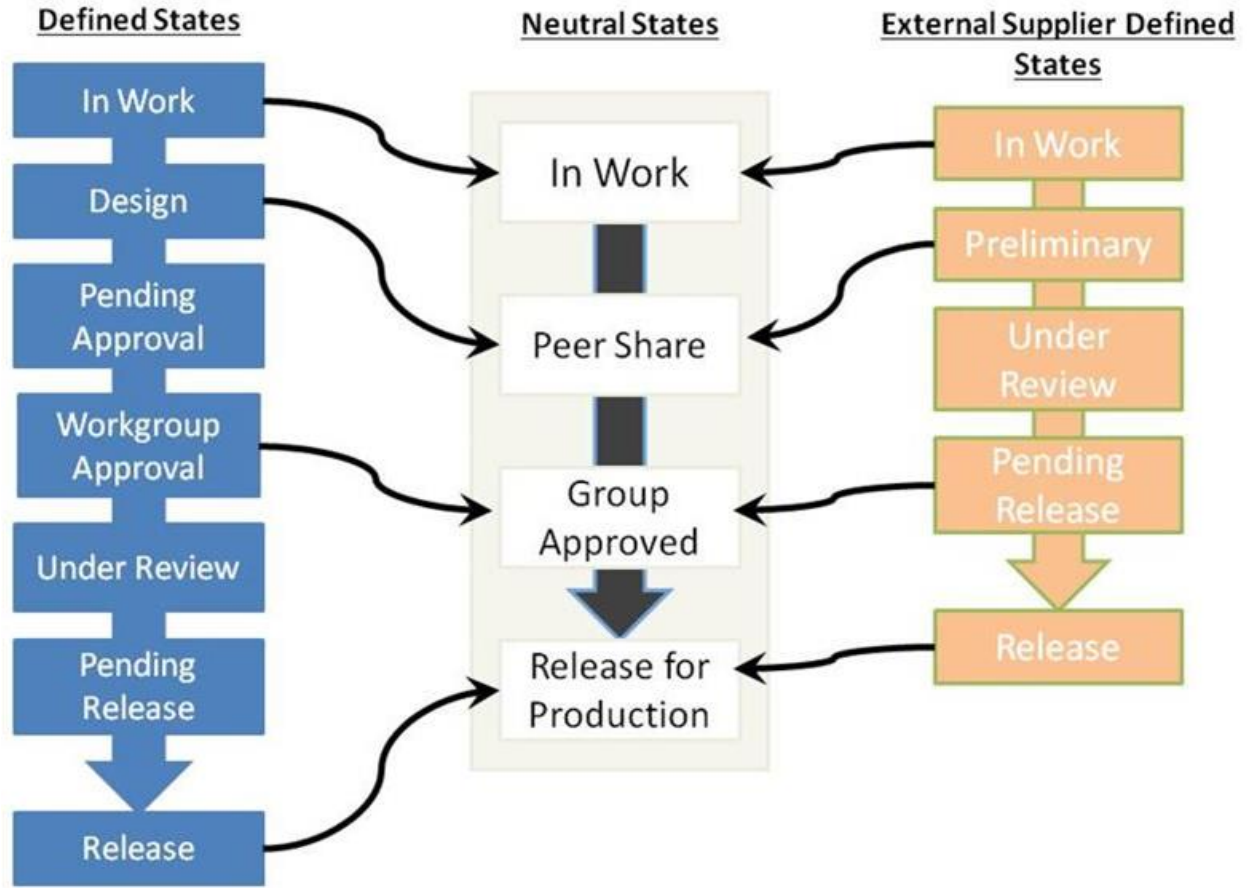 Defined States
In Work
Design
Pending
Approval
Workgroup
Approval
Under Review
Pending
Release
Release
Neutral States
In Work
Peer Share
Group
Approved
Release for
Production
External Supplier Defined
States
In Work
Preliminary
Under
Review
Pending
Release
Release